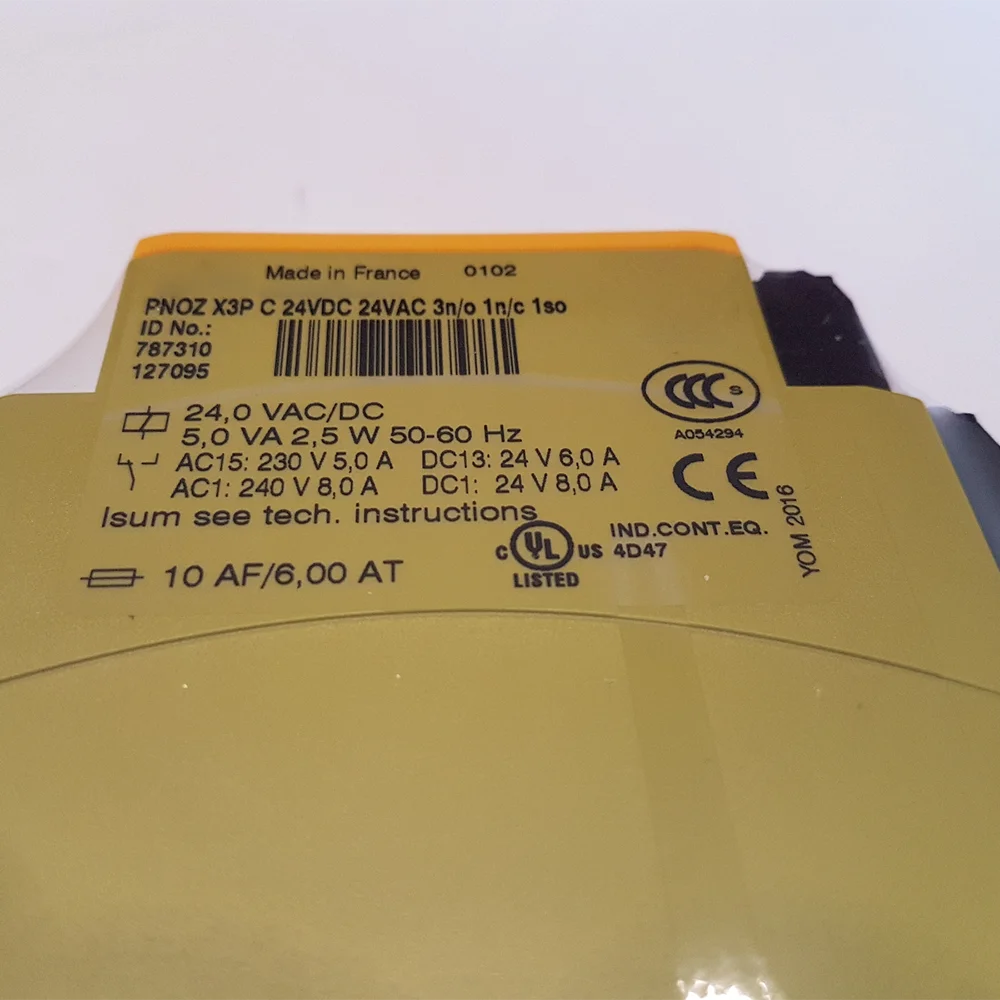 Made in France 0102
PNOZ X3P C 24VDC 24VAC 3n/o 1n/c 1so
ID No.:
787310
127095
CCC S
A054294
24,0 VAC/DC
5,0 VA 2,5 W 50-60 Hz
AC15: 230 V 5,0 A DC13: 24 V 6,0 A
AC1: 240 V 8,0 A DC1: 24 V 8,0 A
CE
Isum see tech. instructions
YOM 2016
C UL US
LISTED
IND.CONT.EQ.
4D47
10 AF/6,00 AT